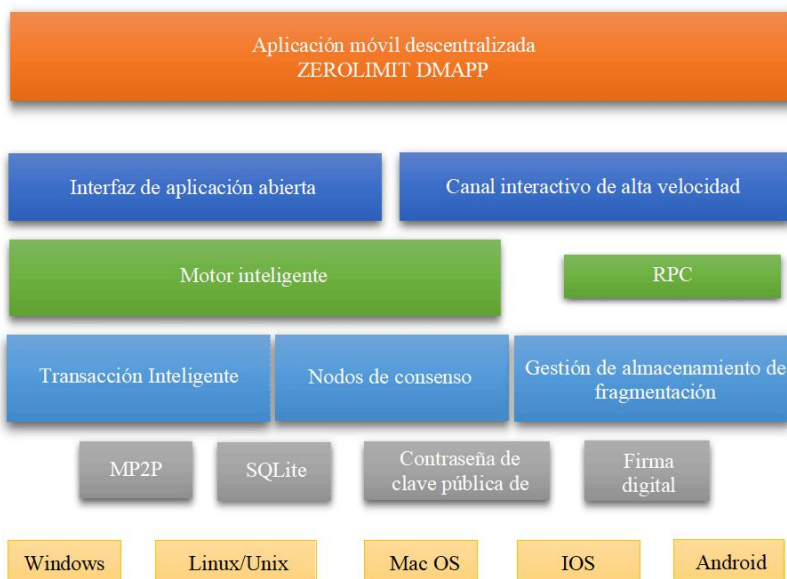 Aplicación móvil descentralizada
ZEROLIMIT DMAPP
Interfaz de aplicación abierta
Canal interactivo de alta velocidad
Motor inteligente
RPC
Transacción Inteligente
Nodos de consenso
Gestión de almacenamiento de
fragmentación
MP2P
SQLite
Contraseña de
clave pública de
Firma
digital
Windows
Linux/Unix
Mac OS
IOS
Android